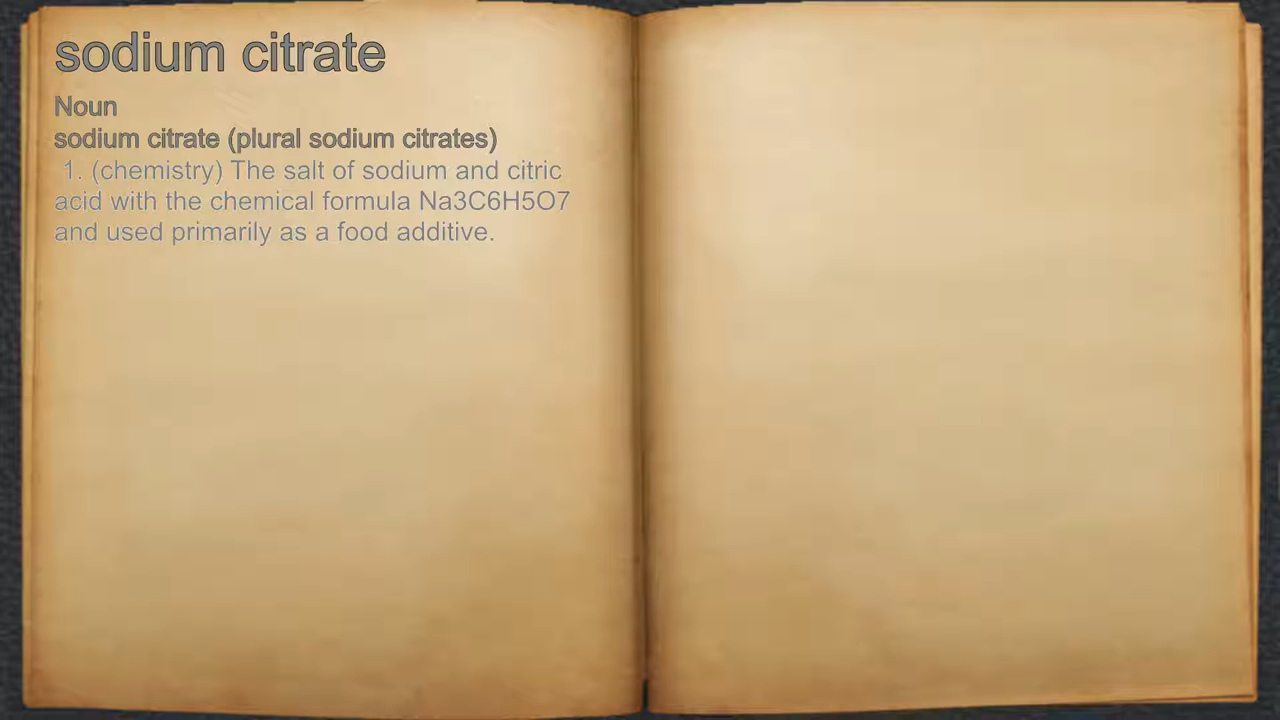 sodium citrate
Noun
sodium citrate (plural sodium citrates)
1. (chemistry) The salt of sodium and citric
acid with the chemical formula Na3C6H5O7
and used primarily as a food additive.